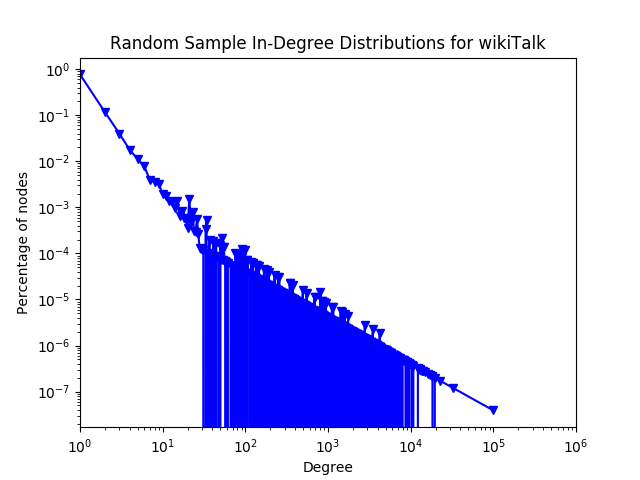 Random Sample In-Degree Distributions for wikiTalk
Percentage of nodes
10⁰
10⁻¹
10⁻²
10⁻³
10⁻⁴
10⁻⁵
10⁻⁶
10⁻⁷
10⁰ 10¹ 10² 10³ 10⁴ 10⁵ 10⁶
Degree